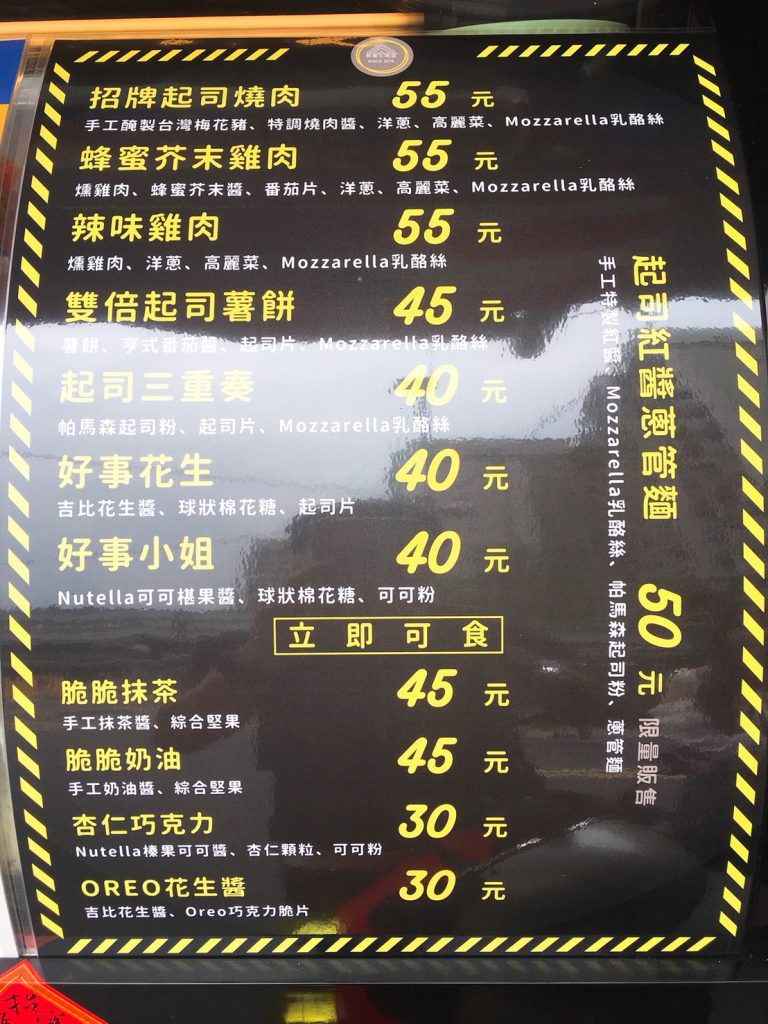 招牌起司燒肉 55 元
手工醃製台灣梅花豬、特調燒肉醬、洋蔥、高麗菜、Mozzarella乳酪絲
蜂蜜芥末雞肉 55 元
燻雞肉、蜂蜜芥末醬、番茄片、洋蔥、高麗菜、Mozzarella乳酪絲
辣味雞肉 55 元
燻雞肉、洋蔥、高麗菜、Mozzarella乳酪絲
雙倍起司薯餅 45 元
薯餅、亨式番茄醬、起司片、Mozzarella乳酪絲
起司三重奏 40 元
帕馬森起司粉、起司片、Mozzarella乳酪絲
好事花生 40 元
吉比花生醬、球狀棉花糖、起司片
好事小姐 40 元
Nutella可可椹果醬、球狀棉花糖、可可粉
立即可食
脆脆抹茶 45 元
手工抹茶醬、綜合堅果
脆脆奶油 45 元
手工奶油醬、綜合堅果
杏仁巧克力 30 元
Nutella榛果可可醬、杏仁顆粒、可可粉
OREO花生醬 30 元
吉比花生醬、Oreo巧克力脆片
起司紅醬蔥管麵 50 元 限量販售
手工特製紅醬、Mozzarella乳酪絲、帕馬森起司粉、蔥管麵